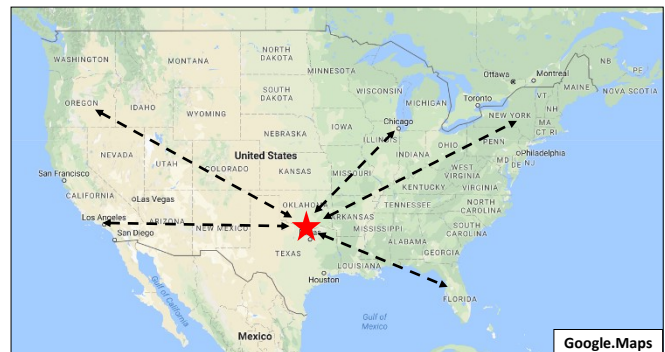 NORTH
DAKOTA
WASHINGTON
MONTANA
MINNESOTA
Ottawa
Montreal
NB
PE
MAINE
NOVA SCOTIA
SOUTH
DAKOTA
WISCONSIN
MICHIGAN
Toronto
VT
NH
OREGON
IDAHO
WYOMING
Chicago
NEW YORK
MA
CT RI
IOWA
NEBRASKA
ILLINOIS
INDIANA
OHIO
PENN
Philadelphia
NEVADA
UTAH
COLORADO
United States
KANSAS
MISSOURI
WEST
VIRGINIA
MD
DE
NJ
San Francisco
KENTUCKY
VIRGINIA
CALIFORNIA
Las Vegas
OKLAHOMA
TENNESSEE
NORTH
CAROLINA
Los Angeles
ARIZONA
NEW MEXICO
ARKANSAS
San Diego
MISSISSIPPI
SOUTH
CAROLINA
ALABAMA
GEORGIA
TEXAS
LOUISIANA
Houston
FLORIDA
Gulf of California
Gulf of
Mexico
Mexico
Google.Maps